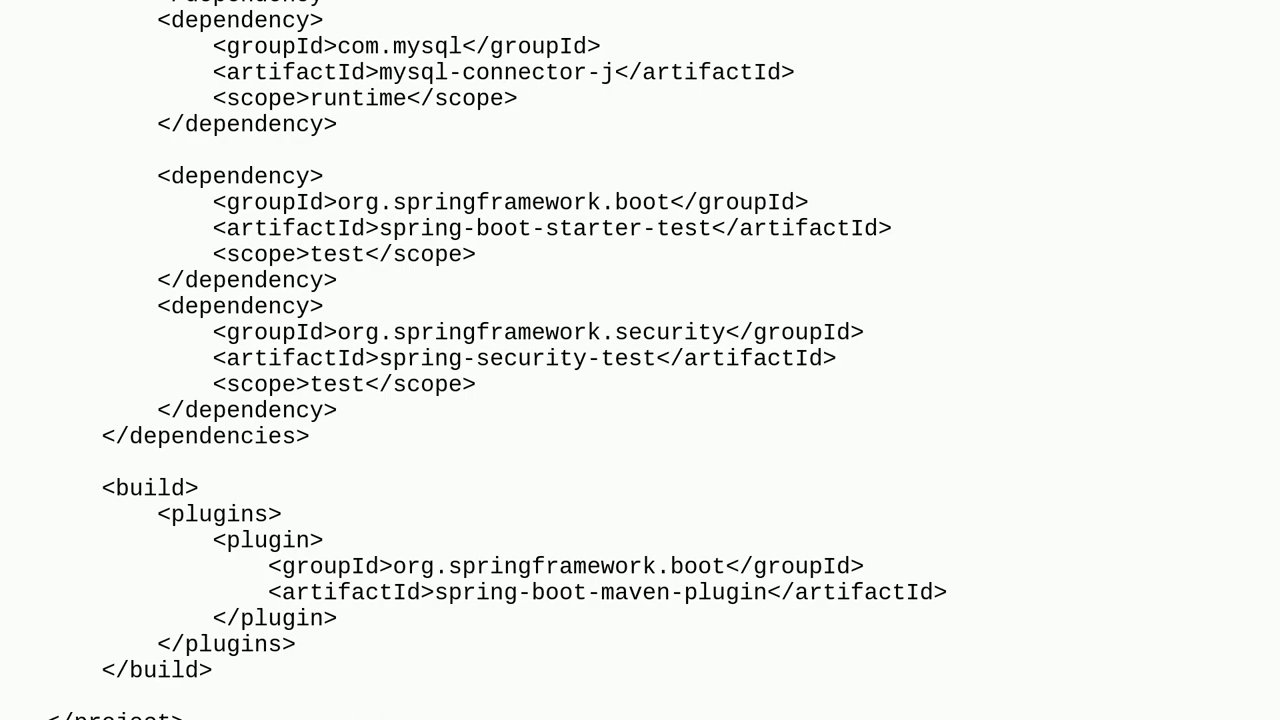 <dependency>
<groupId>com.mysql</groupId>
<artifactId>mysql-connector-j</artifactId>
<scope>runtime</scope>
</dependency>
<dependency>
<groupId>org.springframework.boot</groupId>
<artifactId>spring-boot-starter-test</artifactId>
<scope>test</scope>
</dependency>
<dependency>
<groupId>org.springframework.security</groupId>
<artifactId>spring-security-test</artifactId>
<scope>test</scope>
</dependency>
</dependencies>
<build>
<plugins>
<plugin>
<groupId>org.springframework.boot</groupId>
<artifactId>spring-boot-maven-plugin</artifactId>
</plugin>
</plugins>
</build>
</project>